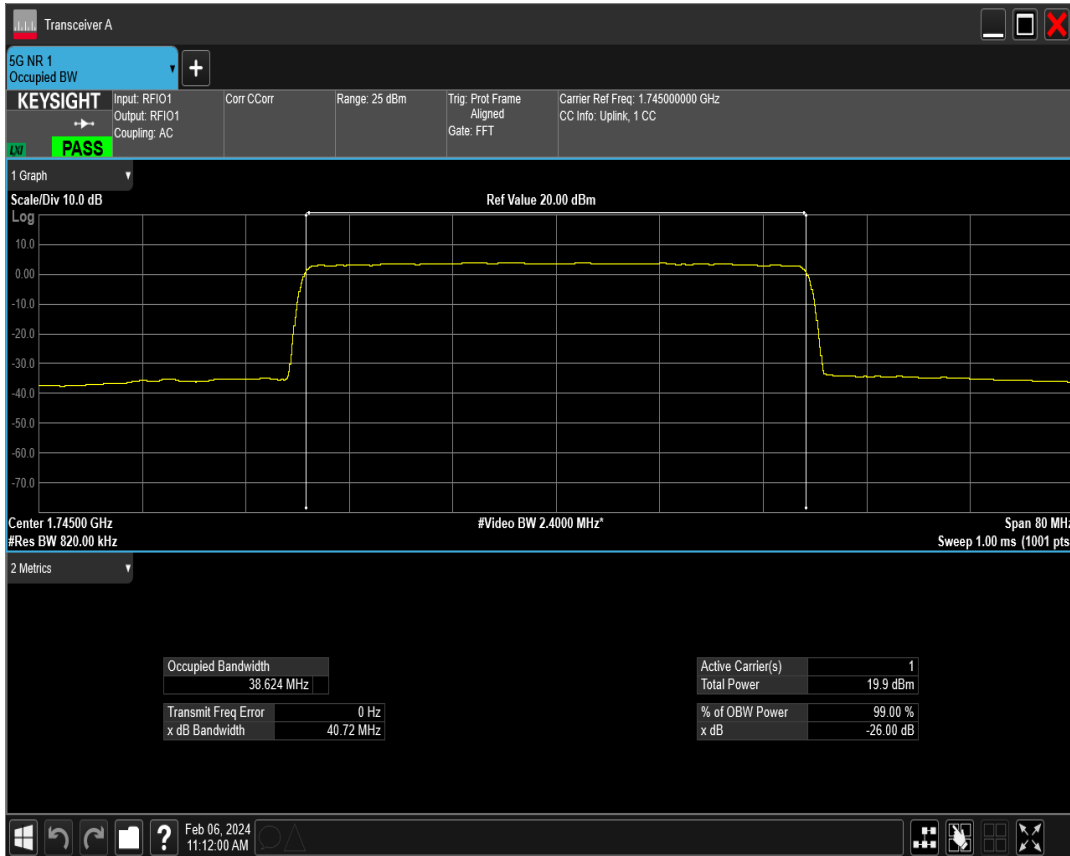 Transceiver A
5G NR 1
Occupied BW
+
KEYSIGHT
LXI
PASS
Input: RFIO1
Output: RFIO1
Coupling: AC
Corr CCorr
Range: 25 dBm
Trig: Prot Frame
Aligned
Gate: FFT
Carrier Ref Freq: 1.745000000 GHz
CC Info: Uplink, 1 CC
1 Graph
Scale/Div 10.0 dB
Ref Value 20.00 dBm
Log
10.0
0.00
-10.0
-20.0
-30.0
-40.0
-50.0
-60.0
-70.0
Center 1.74500 GHz
#Video BW 2.4000 MHz*
Span 80 MHz
#Res BW 820.00 kHz
Sweep 1.00 ms (1001 pts
2 Metrics
Occupied Bandwidth
38.624 MHz
Transmit Freq Error 0 Hz
x dB Bandwidth 40.72 MHz
Active Carrier(s) 1
Total Power 19.9 dBm
% of OBW Power 99.00 %
x dB -26.00 dB
?
Feb 06, 2024
11:12:00 AM